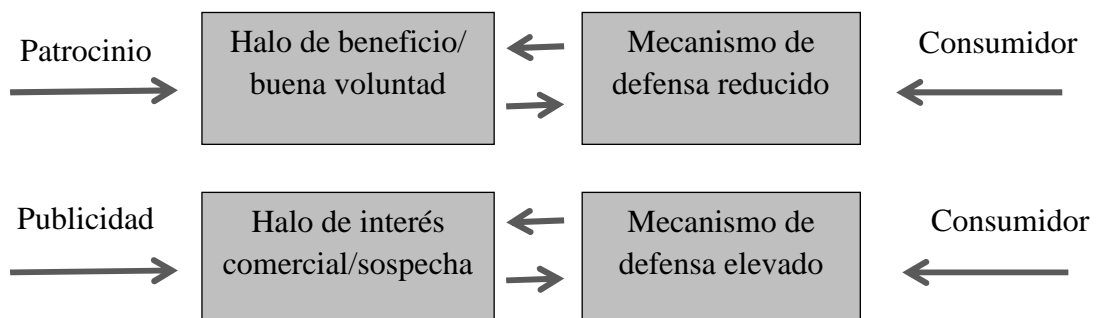 Patrocinio
Halo de beneficio/
buena voluntad
Mecanismo de
defensa reducido
Consumidor
Publicidad
Halo de interés
comercial/sospecha
Mecanismo de
defensa elevado
Consumidor